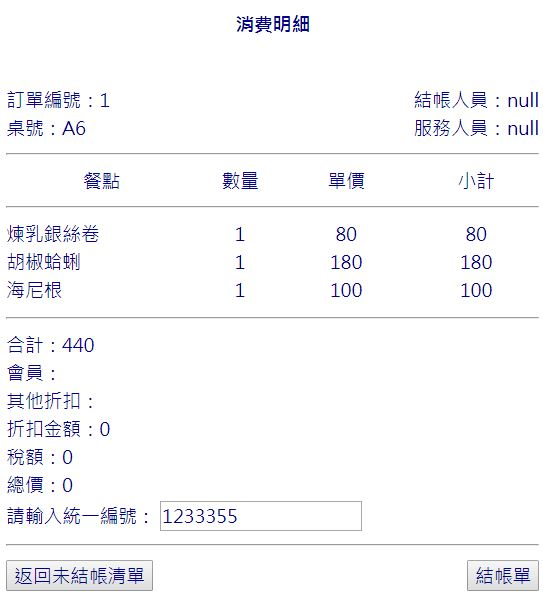 消費明細
訂單編號：1 結帳人員：null
桌號：A6 服務人員：null
餐點 數量 單價 小計
煉乳銀絲卷 1 80 80
胡椒蛤蜊 1 180 180
海尼根 1 100 100
合計：440
會員：
其他折扣：
折扣金額：0
稅額：0
總價：0
請輸入統一編號： 1233355
返回未結帳清單 結帳單